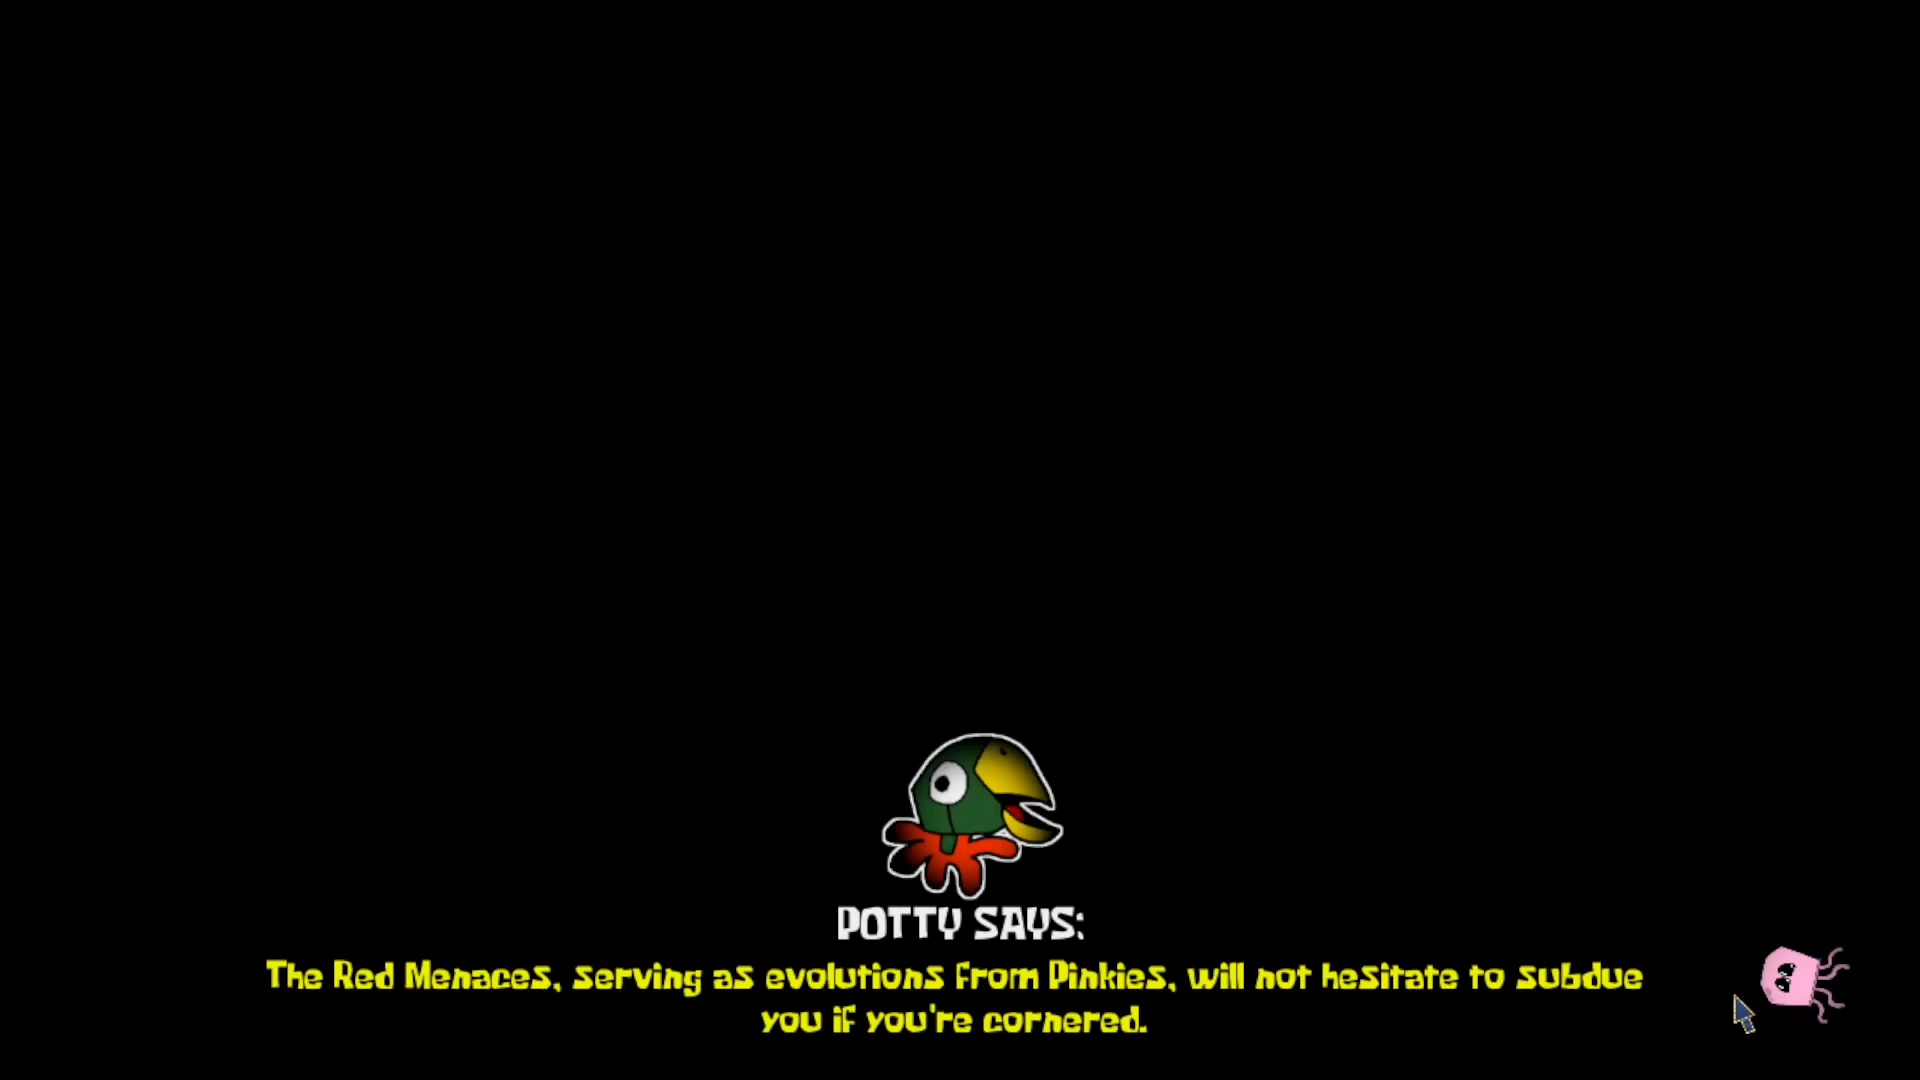 POTTY SAYS:
The Red Menaces, serving as evolutions from Pinkies, will not hesitate to subdue
you if you're cornered.